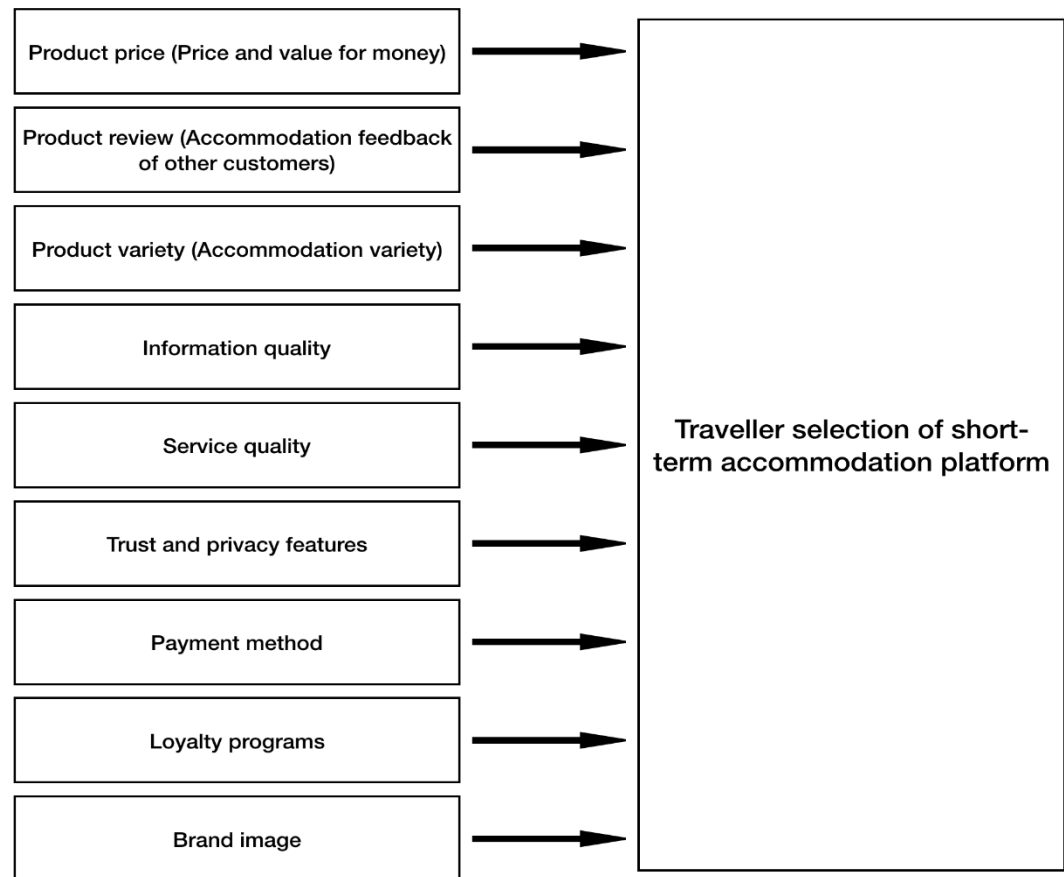 Product price (Price and value for money)
Product review (Accommodation feedback
of other customers)
Product variety (Accommodation variety)
Information quality
Service quality
Trust and privacy features
Payment method
Loyalty programs
Brand image
Traveller selection of short-
term accommodation platform